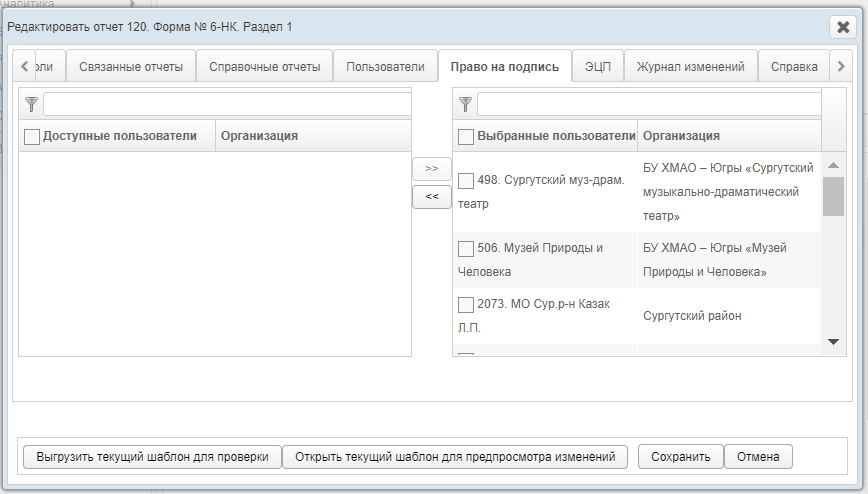 Аналитика
Редактировать отчет 120. Форма № 6-НК. Раздел 1
оли
Связанные отчеты
Справочные отчеты
Пользователи
Право на подпись
ЭЦП
Журнал изменений
Справка
Доступные пользователи
Организация
>>
<<
Выбранные пользователи
Организация
498. Сургутский муз-драм.
театр
БУ ХМАО – Югры «Сургутский
музыкально-драматический
театр»
506. Музей Природы и
Человека
БУ ХМАО – Югры «Музей
Природы и Человека»
2073. МО Сур.р-н Казак
Л.П.
Сургутский район
Выгрузить текущий шаблон для проверки
Открыть текущий шаблон для предпросмотра изменений
Сохранить
Отмена